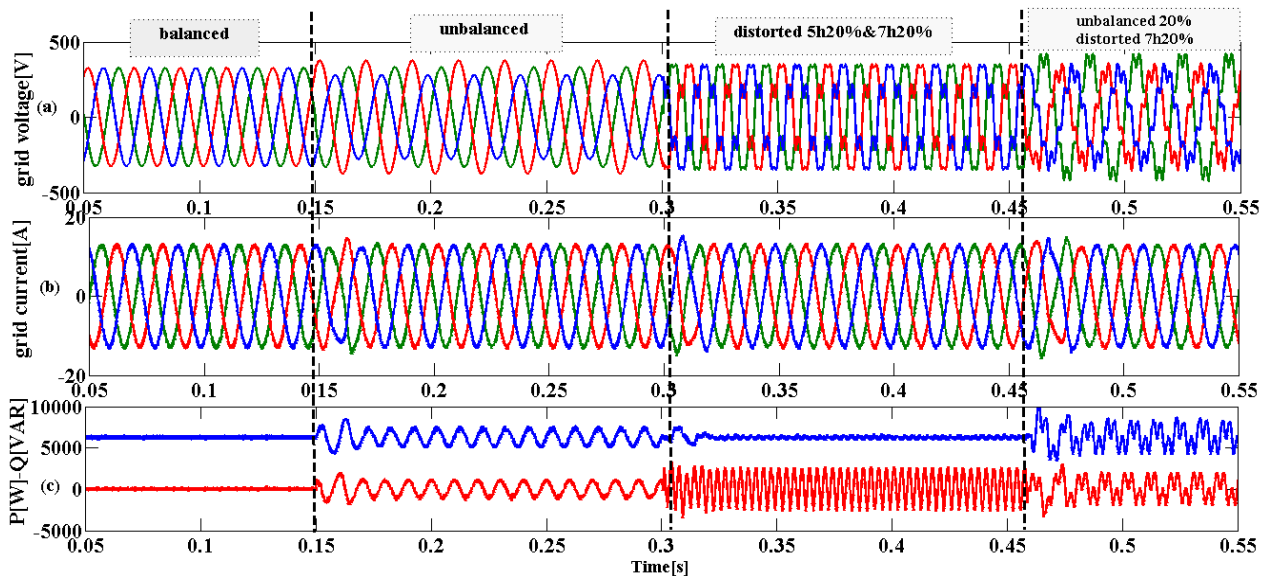 balanced
unbalanced
distorted 5h20%&7h20%
unbalanced 20%
distorted 7h20%
grid voltage[V]
(a)
500
0
-500
0.05 0.1 0.15 0.2 0.25 0.3 0.35 0.4 0.45 0.5 0.55
grid current[A]
(b)
20
0
-20
0.05 0.1 0.15 0.2 0.25 0.3 0.35 0.4 0.45 0.5 0.55
P[W]-Q[VAR]
(c)
10000
5000
0
-5000
0.05 0.1 0.15 0.2 0.25 0.3 0.35 0.4 0.45 0.5 0.55
Time[s]